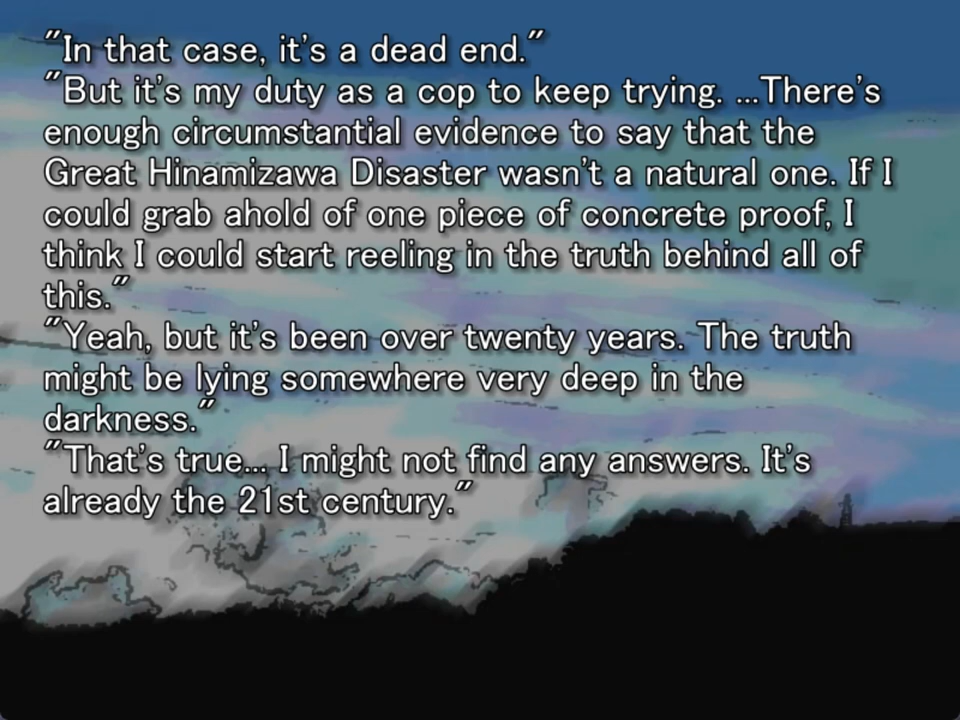 "In that case, it's a dead end."
"But it's my duty as a cop to keep trying. ...There's
enough circumstantial evidence to say that the
Great Hinamizawa Disaster wasn't a natural one. If I
could grab ahold of one piece of concrete proof, I
think I could start reeling in the truth behind all of
this."
"Yeah, but it's been over twenty years. The truth
might be lying somewhere very deep in the
darkness."
"That's true... I might not find any answers. It's
already the 21st century."